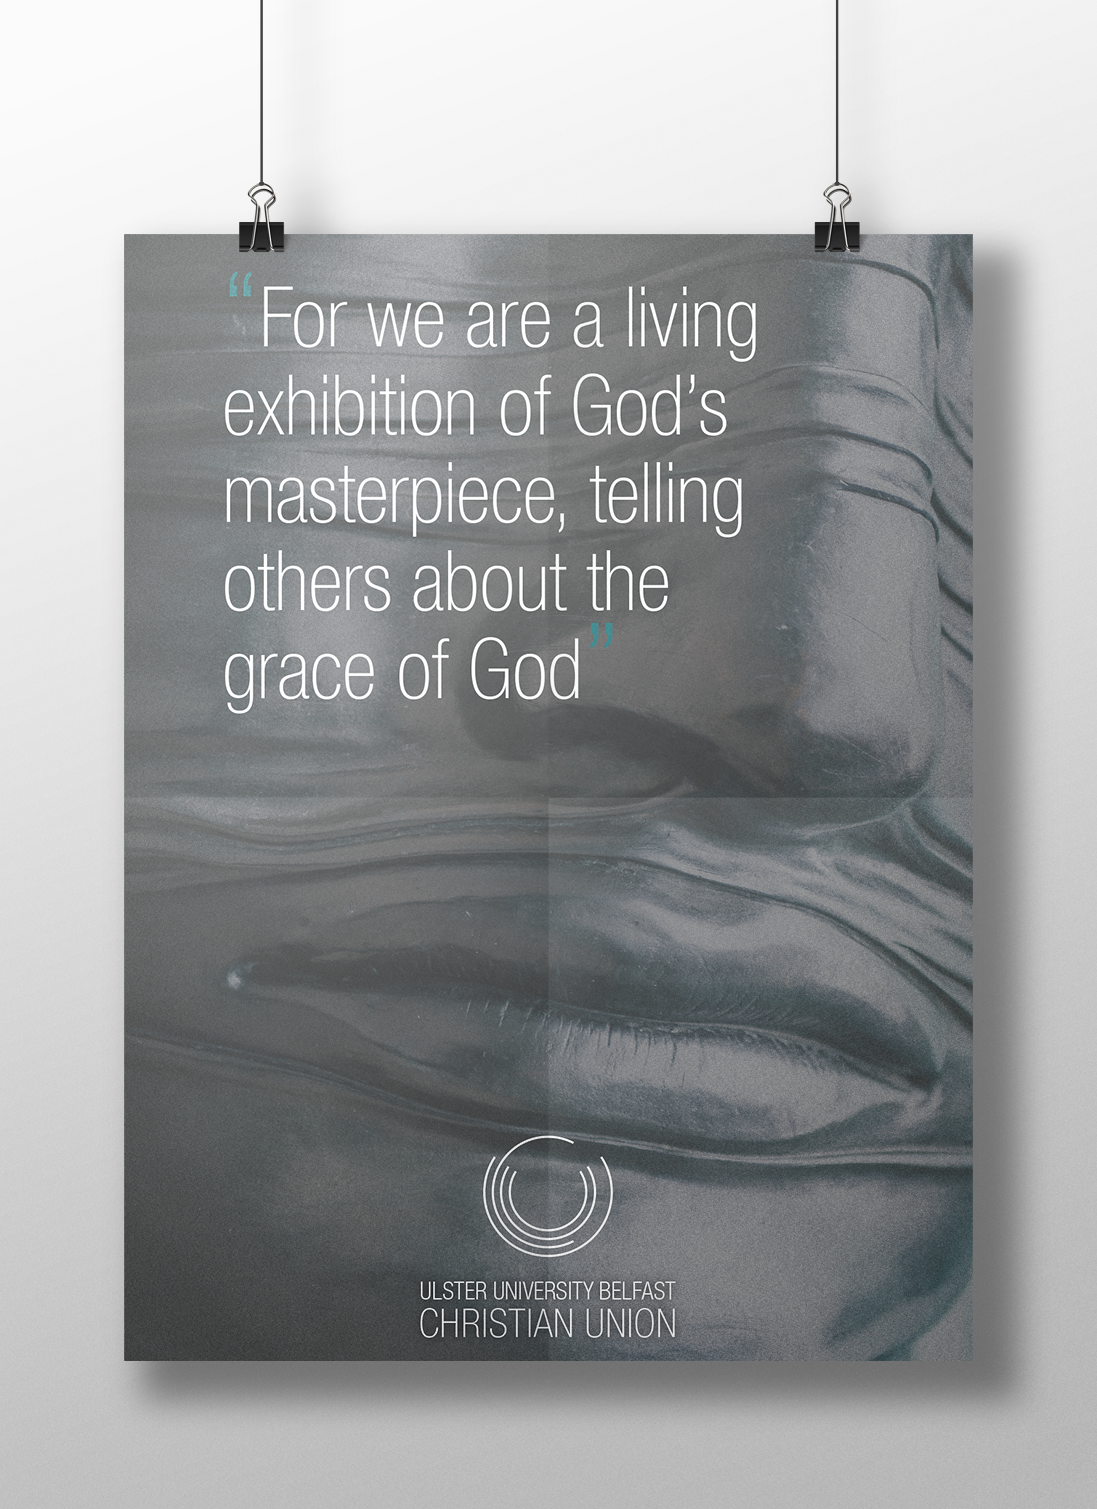 “For we are a living
exhibition of God’s
masterpiece, telling
others about the
grace of God”
ULSTER UNIVERSITY BELFAST
CHRISTIAN UNION